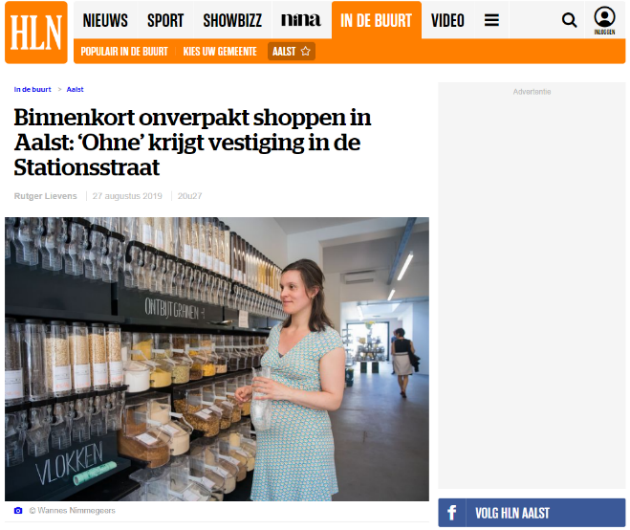 HLN
NIEUWS SPORT SHOWBIZZ nina IN DE BUURT VIDEO
INLOGGEN
POPULAIR IN DE BUURT KIES UW GEMEENTE AALST
In de buurt > Aalst
Advertentie
Binnenkort onverpakt shoppen in
Aalst: ‘Ohne’ krijgt vestiging in de
Stationsstraat
Rutger Lievens | 27 augustus 2019 | 20u27
ONTBIJTGRANEN
VLOKKEN
© Wannes Nimmegeers
f VOLG HLN AALST